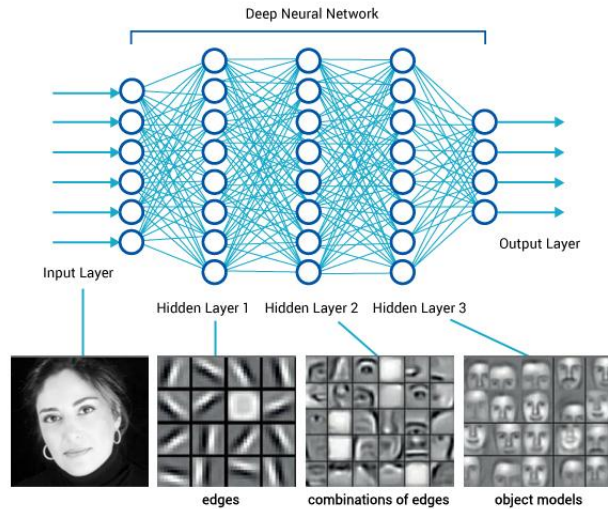 Deep Neural Network
Input Layer
Output Layer
Hidden Layer 1
Hidden Layer 2
Hidden Layer 3
edges
combinations of edges
object models